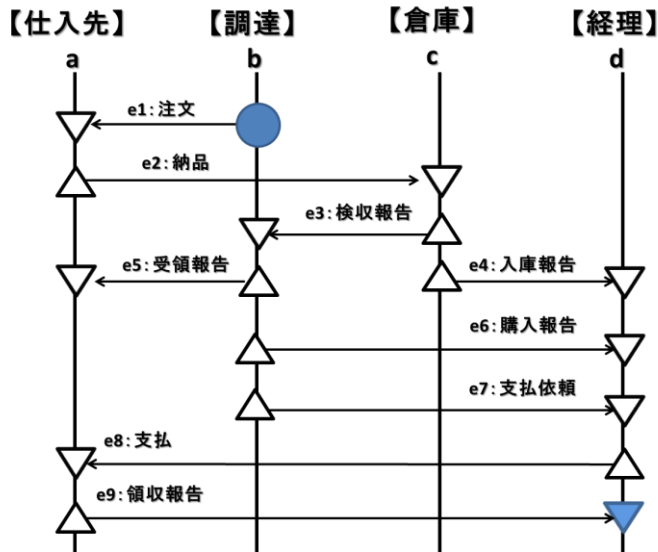 【仕入先】 【調達】 【倉庫】 【経理】
a b c d
e1:注文
e2:納品
e3:検収報告
e5:受領報告 e4:入庫報告
e6:購入報告
e7:支払依頼
e8:支払
e9:領収報告